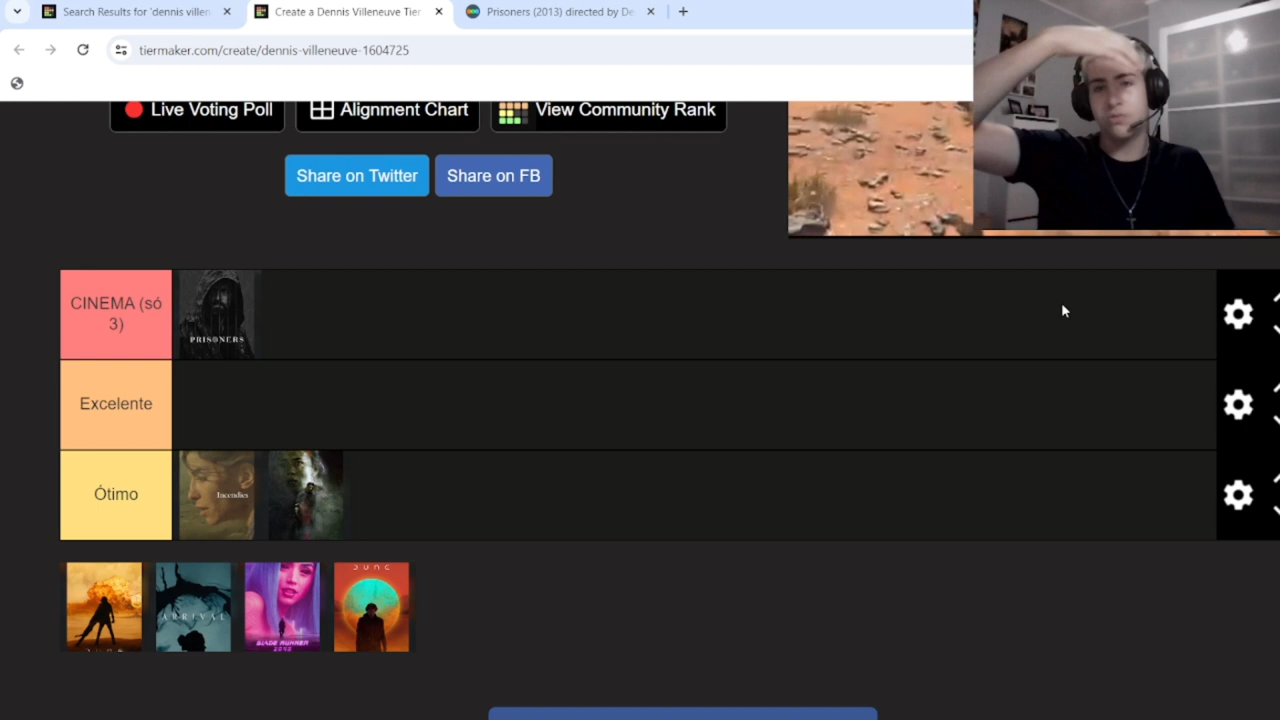 Search Results for 'dennis villen
Create a Dennis Villeneuve Tier
Prisoners (2013) directed by De
tiermaker.com/create/dennis-villeneuve-1604725
Live Voting Poll
Alignment Chart
View Community Rank
Share on Twitter
Share on FB
CINEMA (só
3)
PRISONERS
Excelente
Ótimo
Incendies
ARRIVAL
BLADE RUNNER
2049
DUNE